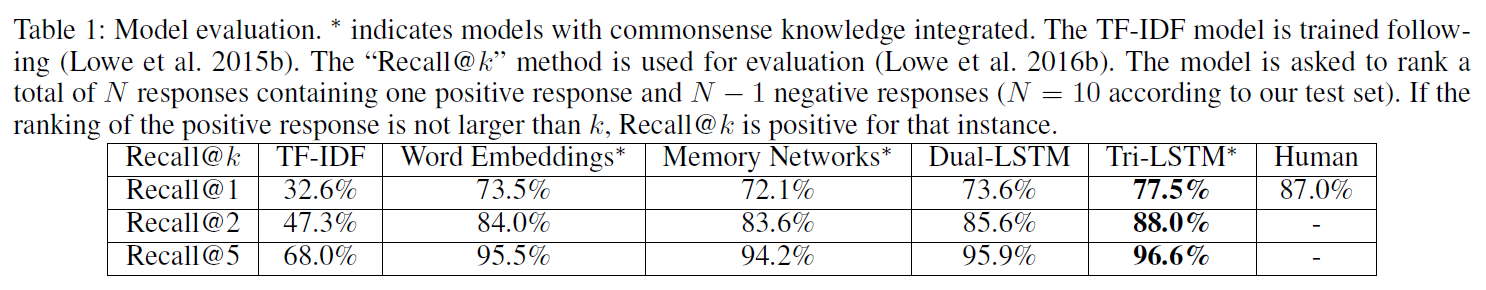 Table 1: Model evaluation. * indicates models with commonsense knowledge integrated. The TF-IDF model is trained follow-
ing (Lowe et al. 2015b). The “Recall@k” method is used for evaluation (Lowe et al. 2016b). The model is asked to rank a
total of N responses containing one positive response and N − 1 negative responses (N = 10 according to our test set). If the
ranking of the positive response is not larger than k, Recall@k is positive for that instance.
Recall@k TF-IDF Word Embeddings* Memory Networks* Dual-LSTM Tri-LSTM* Human
Recall@1 32.6% 73.5% 72.1% 73.6% 77.5% 87.0%
Recall@2 47.3% 84.0% 83.6% 85.6% 88.0% -
Recall@5 68.0% 95.5% 94.2% 95.9% 96.6% -